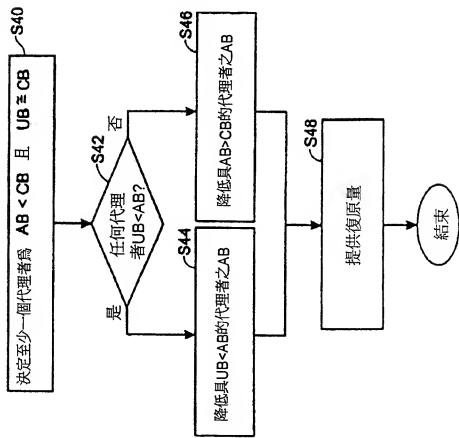 S40
決定至少一個代理者為 AB < CB 且 UB ≅ CB
S42
任何代理
者UB<AB?
是
否
S44
降低具UB<AB的代理者之AB
S46
降低具AB>CB的代理者之AB
S48
提供復原量
結束